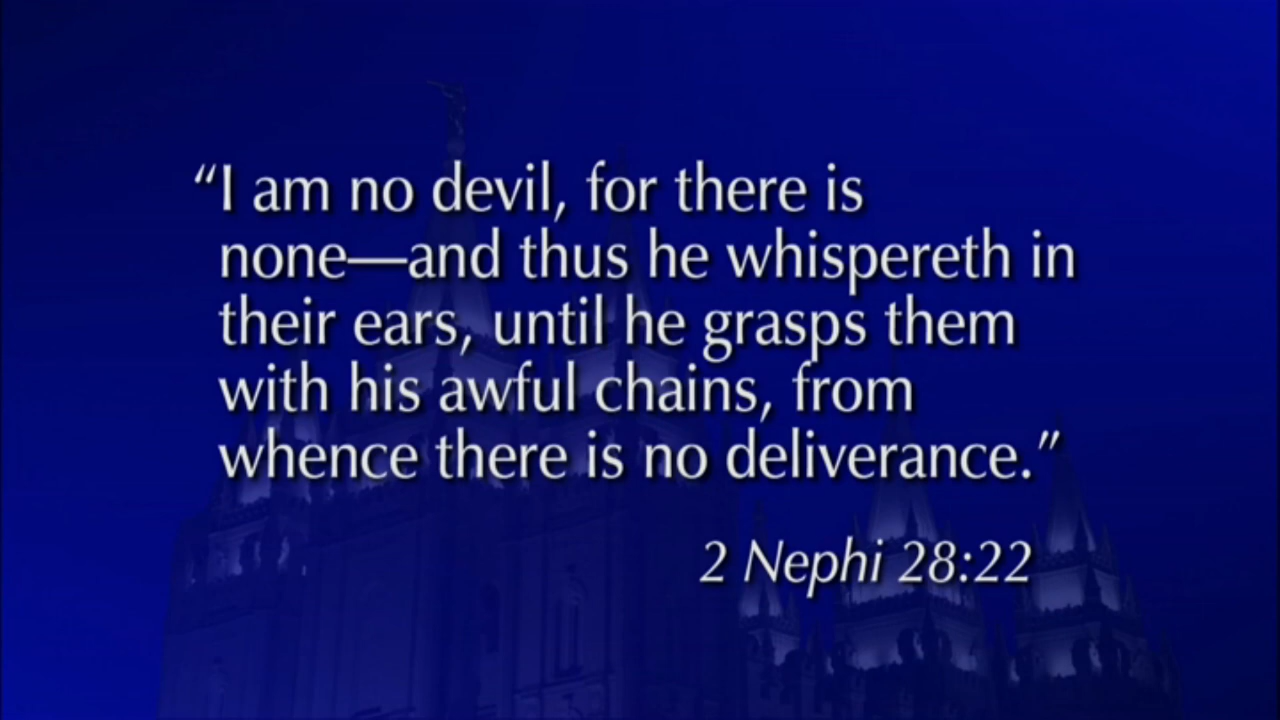 “I am no devil, for there is
none—and thus he whispereth in
their ears, until he grasps them
with his awful chains, from
whence there is no deliverance.”
2 Nephi 28:22